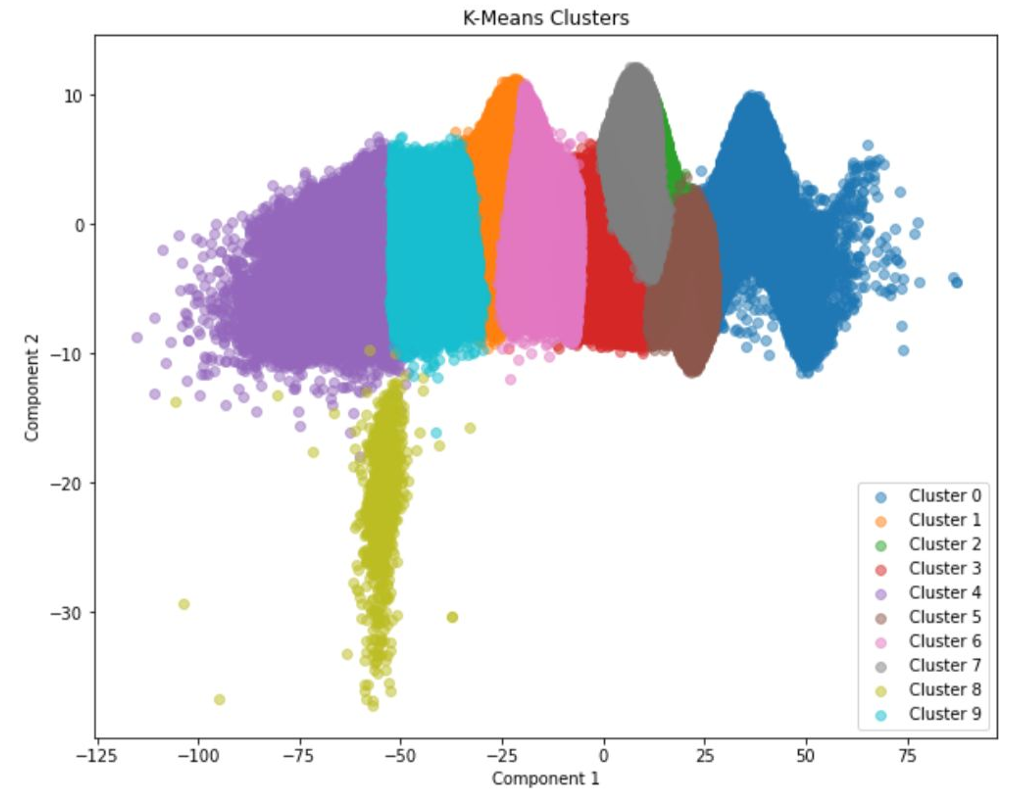 K-Means Clusters
Component 2
10
0
−10
−20
−30
Cluster 0
Cluster 1
Cluster 2
Cluster 3
Cluster 4
Cluster 5
Cluster 6
Cluster 7
Cluster 8
Cluster 9
−125 −100 −75 −50 −25 0 25 50 75
Component 1